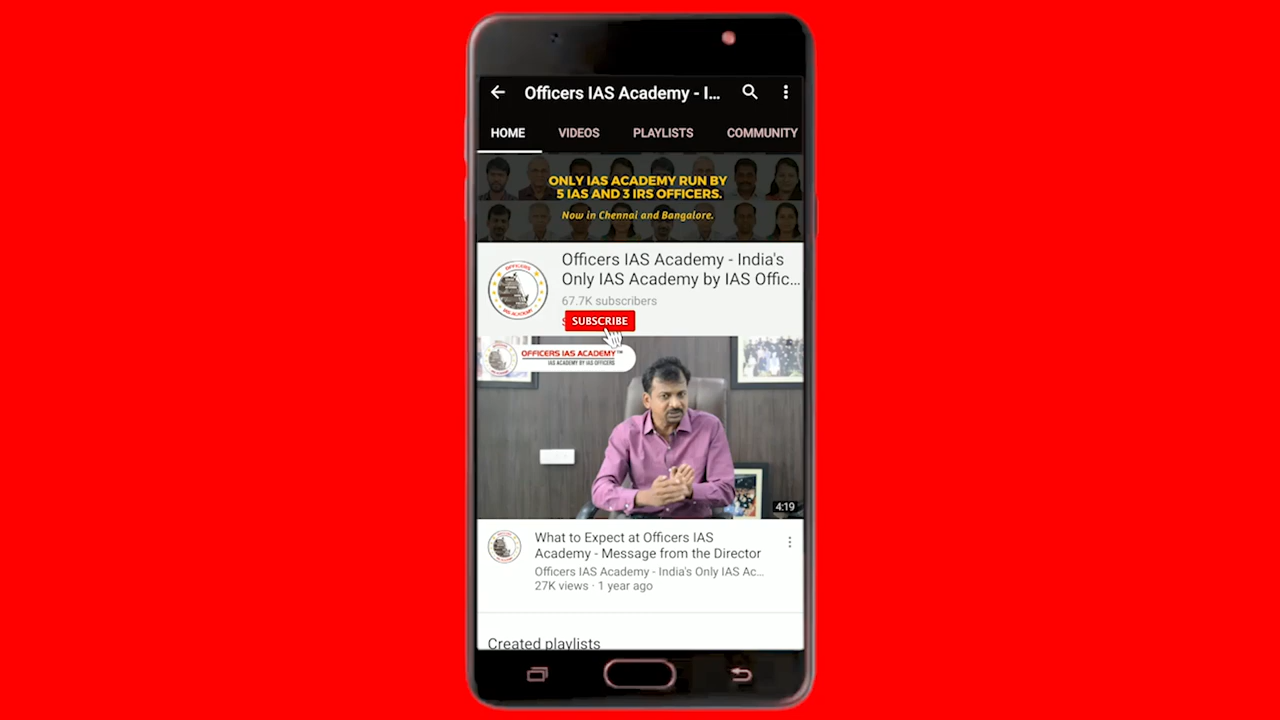 Officers IAS Academy - I...
HOME VIDEOS PLAYLISTS COMMUNITY
ONLY IAS ACADEMY RUN BY
5 IAS AND 3 IRS OFFICERS.
Now in Chennai and Bangalore.
Officers IAS Academy - India's
Only IAS Academy by IAS Offic...
67.7K subscribers
SUBSCRIBE
OFFICERS IAS ACADEMY™
IAS ACADEMY BY IAS OFFICERS
4:19
What to Expect at Officers IAS
Academy - Message from the Director
Officers IAS Academy - India's Only IAS Ac...
27K views · 1 year ago
Created playlists